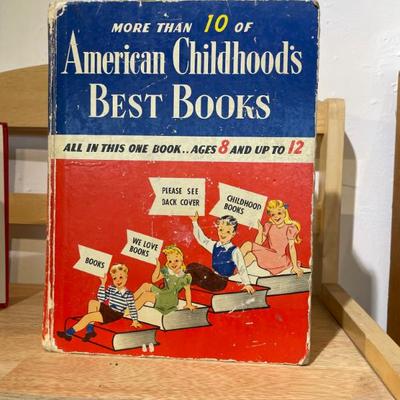 MORE THAN 10 OF
American Childhood's
BEST BOOKS
ALL IN THIS ONE BOOK.. AGES 8 AND UP TO 12
PLEASE SEE
BACK COVER
CHILDHOOD
BOOKS
WE LOVE
BOOKS
BOOKS